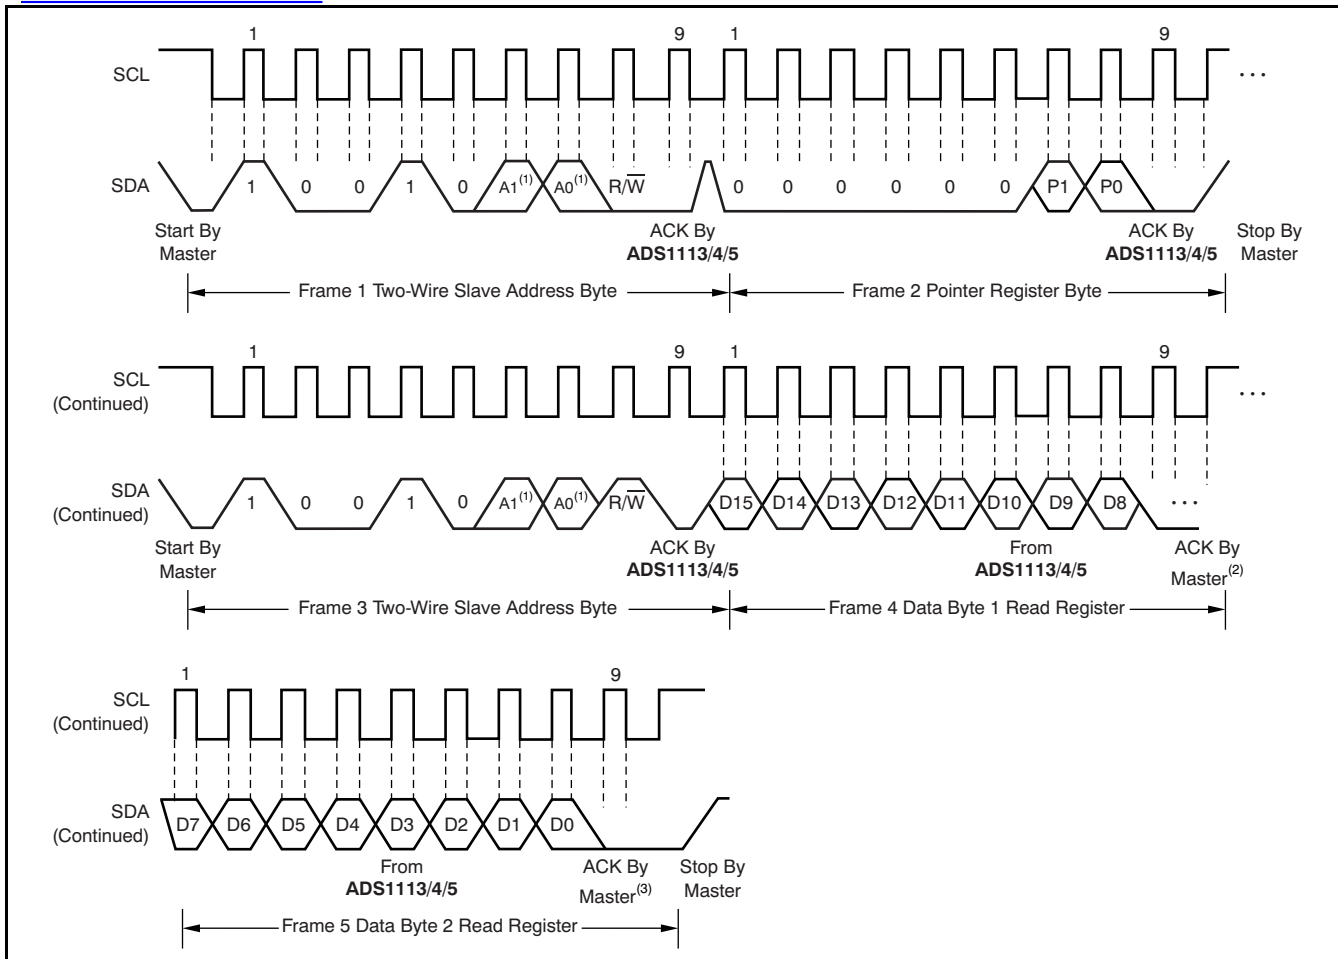 1 9 1 9
SCL ...
SDA 1 0 0 1 0 A1(1) A0(1) R/W̅ 0 0 0 0 0 0 P1 P0
Start By ACK By ACK By Stop By
Master ADS1113/4/5 ADS1113/4/5 Master
Frame 1 Two-Wire Slave Address Byte Frame 2 Pointer Register Byte
1 9 1 9
SCL
(Continued) ...
SDA
(Continued) 1 0 0 1 0 A1(1) A0(1) R/W̅ D15 D14 D13 D12 D11 D10 D9 D8 ...
Start By ACK By From ACK By
Master ADS1113/4/5 ADS1113/4/5 Master(2)
Frame 3 Two-Wire Slave Address Byte Frame 4 Data Byte 1 Read Register
1 9
SCL
(Continued)
SDA
(Continued) D7 D6 D5 D4 D3 D2 D1 D0
From ACK By Stop By
ADS1113/4/5 Master(3) Master
Frame 5 Data Byte 2 Read Register